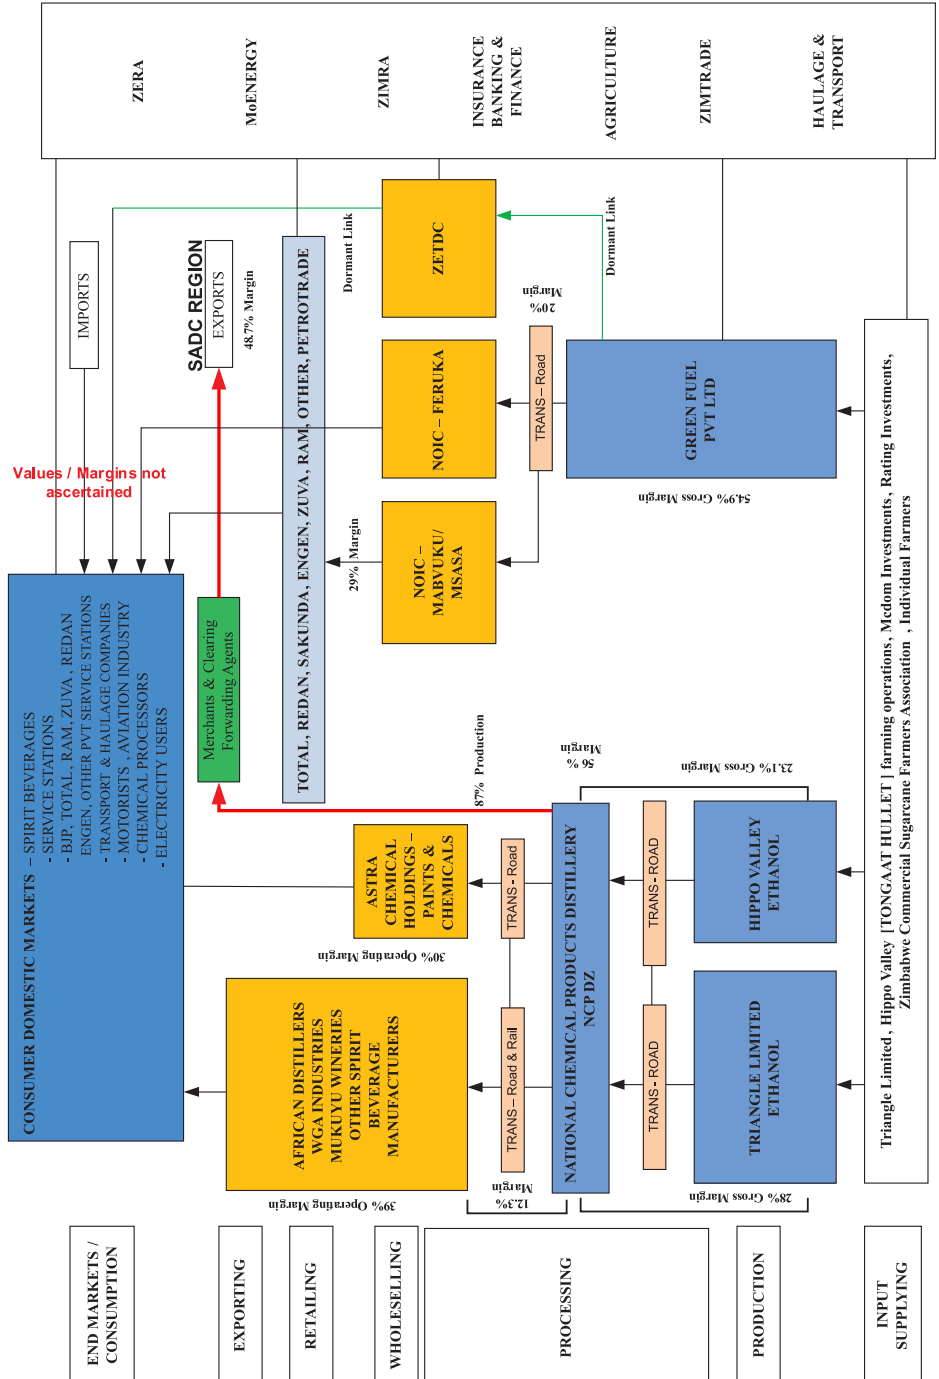 END MARKETS /
CONSUMPTION
EXPORTING
RETAILING
WHOLESELLING
PROCESSING
PRODUCTION
INPUT
SUPPLYING
CONSUMER DOMESTIC MARKETS – SPIRIT BEVERAGES
- SERVICE STATIONS
- BJP, TOTAL, RAM, ZUVA , REDAN
ENGEN, OTHER PVT SERVICE STATIONS
- TRANSPORT & HAULAGE COMPANIES
- MOTORISTS , AVIATION INDUSTRY
- CHEMICAL PROCESSORS
- ELECTRICITY USERS
Values / Margins not
ascertained
IMPORTS
SADC REGION
EXPORTS
48.7% Margin
Merchants & Clearing
Forwarding Agents
87% Production
TOTAL, REDAN, SAKUNDA, ENGEN, ZUVA, RAM, OTHER, PETROTRADE
Dormant Link
29% Margin
AFRICAN DISTILLERS
WGA INDUSTRIES
MUKUYU WINERIES
OTHER SPIRIT
BEVERAGE
MANUFACTURERS
39% Operating Margin
ASTRA
CHEMICAL
HOLDINGS –
PAINTS &
CHEMICALS
30% Operating Margin
NOIC –
MABVUKU/
MSASA
NOIC – FERUKA
ZETDC
12.3%
Margin
TRANS – Road & Rail
TRANS - Road
TRANS – Road
20%
Margin
Dormant Link
NATIONAL CHEMICAL PRODUCTS DISTILLERY
NCP DZ
56 %
Margin
TRANS - ROAD
TRANS - ROAD
28% Gross Margin
TRIANGLE LIMITED
ETHANOL
HIPPO VALLEY
ETHANOL
23.1% Gross Margin
54.9% Gross Margin
GREEN FUEL
PVT LTD
Triangle Limited, Hippo Valley [TONGAAT HULLET ] farming operations, Mcdom Investments, Rating Investments,
Zimbabwe Commercial Sugarcane Farmers Association , Individual Farmers
ZERA
MoENERGY
ZIMRA
INSURANCE
BANKING &
FINANCE
AGRICULTURE
ZIMTRADE
HAULAGE &
TRANSPORT